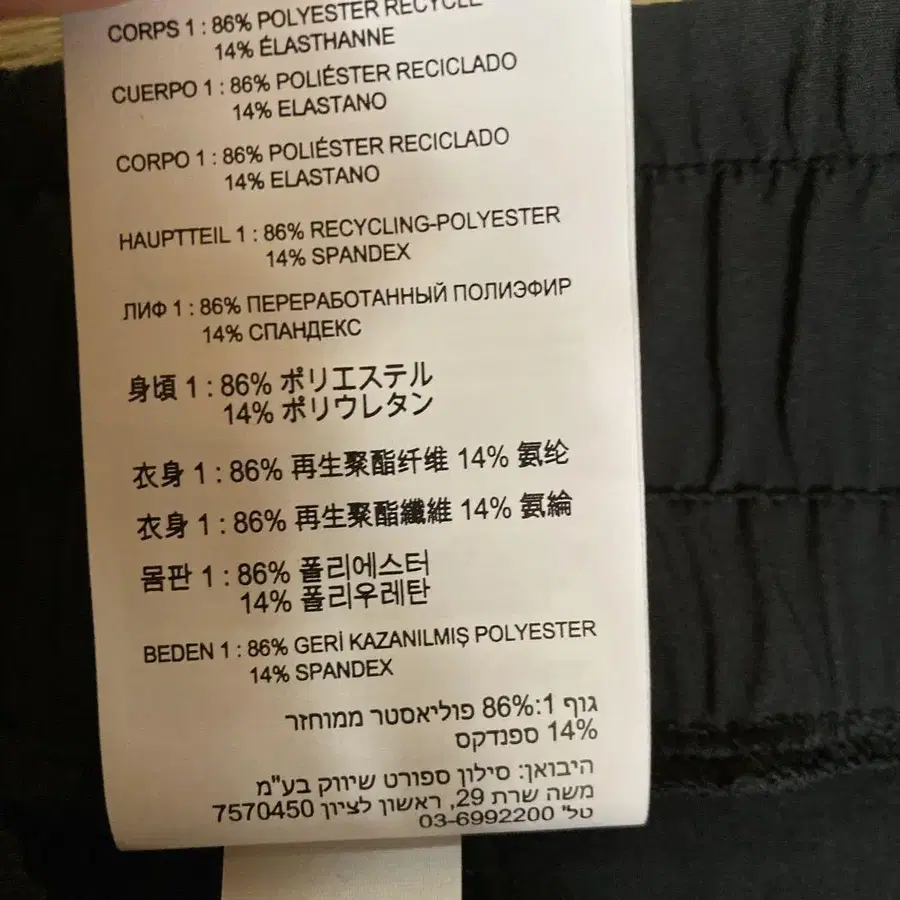 CORPS 1 : 86% POLYESTER RECYCLÉ
14% ÉLASTHANNE
CUERPO 1 : 86% POLIÉSTER RECICLADO
14% ELASTANO
CORPO 1 : 86% POLIÉSTER RECICLADO
14% ELASTANO
HAUPTTEIL 1 : 86% RECYCLING-POLYESTER
14% SPANDEX
ЛИФ 1 : 86% ПЕРЕРАБОТАННЫЙ ПОЛИЭФИР
14% СПАНДЕКС
身頃 1 : 86% ポリエステル
14% ポリウレタン
衣身 1 : 86% 再生聚酯纤维 14% 氨纶
衣身 1 : 86% 再生聚酯纖維 14% 氨綸
몸판 1 : 86% 폴리에스터
14% 폴리우레탄
BEDEN 1 : 86% GERİ KAZANILMIŞ POLYESTER
14% SPANDEX
גוף 1:86% פוליאסטר ממוחזר
14% ספנדקס
היבואן: סילון ספורט שיווק בע"מ
משה שרת 29, ראשון לציון 7570450
טל' 03-6992200